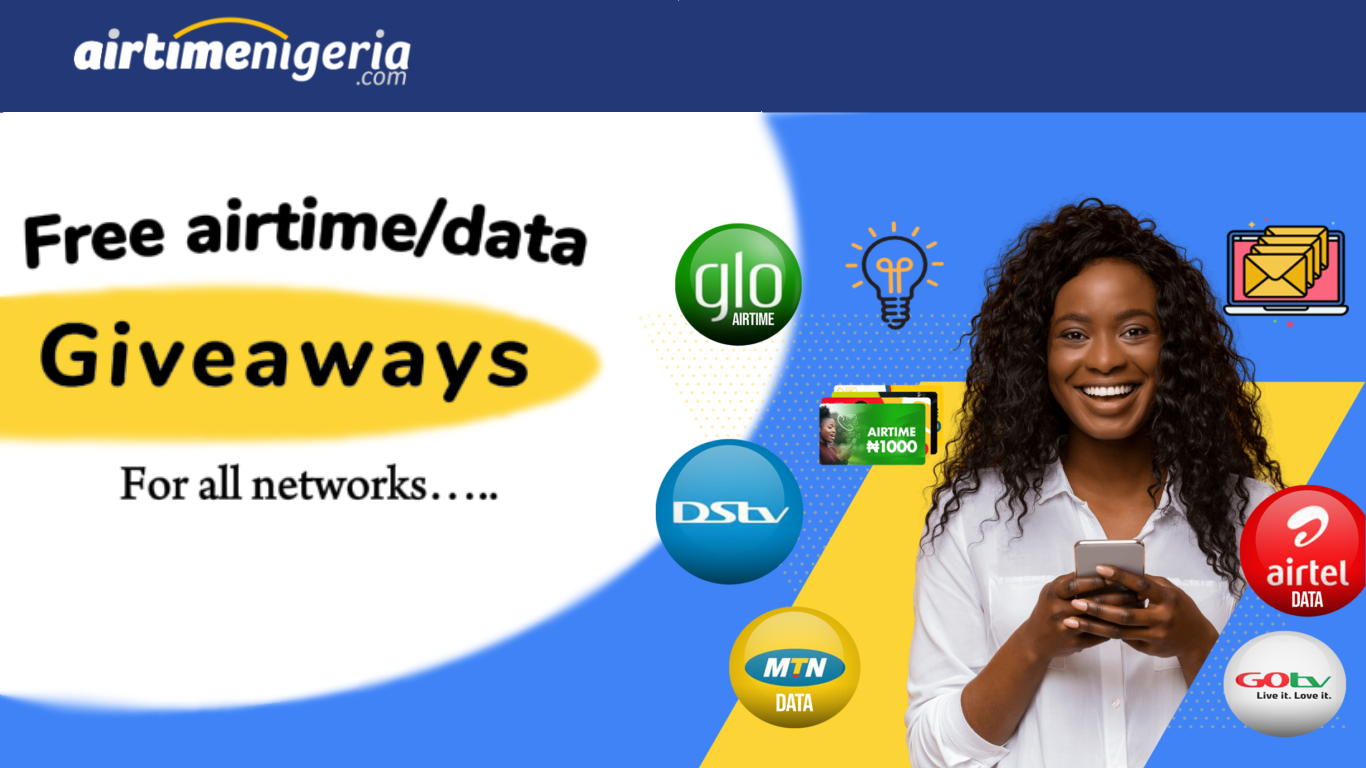 airtimenigeria
.com
Free airtime/data
Giveaways
For all networks.....
glo
AIRTIME
AIRTIME
₦1000
DStv
MTN
DATA
airtel
DATA
GOtv
Live it. Love it.